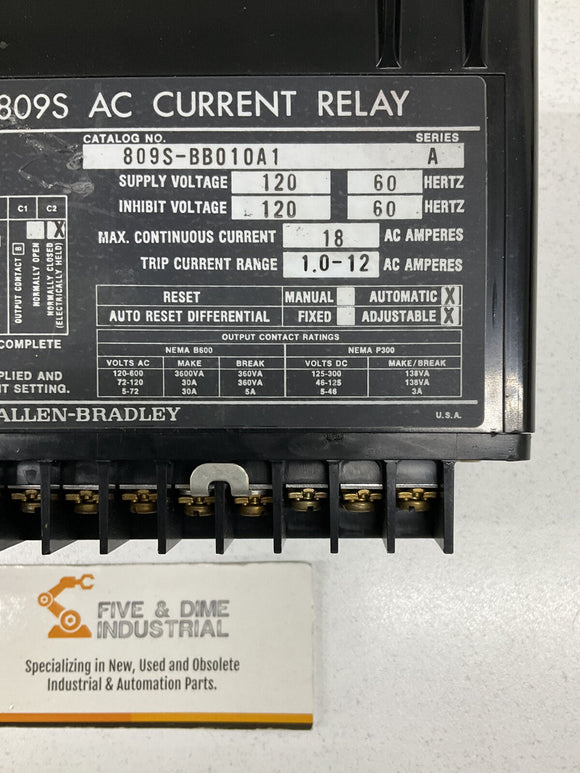 809S AC CURRENT RELAY
CATALOG NO. SERIES
809S-BB010A1 A
SUPPLY VOLTAGE 120 60 HERTZ
INHIBIT VOLTAGE 120 60 HERTZ
MAX. CONTINUOUS CURRENT 18 AC AMPERES
TRIP CURRENT RANGE 1.0-12 AC AMPERES
C1 C2
X
OUTPUT CONTACT B
NORMALLY OPEN
NORMALLY CLOSED
(ELECTRICALLY HELD)
RESET MANUAL AUTOMATIC X
AUTO RESET DIFFERENTIAL FIXED ADJUSTABLE X
OUTPUT CONTACT RATINGS
NEMA B600 NEMA P300
VOLTS AC MAKE BREAK VOLTS DC MAKE/BREAK
120-600 3600VA 360VA 125-300 138VA
72-120 30A 360VA 46-125 138VA
5-72 30A 5A 5-46 3A
COMPLETE
PLIED AND
SETTING.
ALLEN-BRADLEY U.S.A.
FIVE & DIME
INDUSTRIAL
Specializing in New, Used and Obsolete
Industrial & Automation Parts.